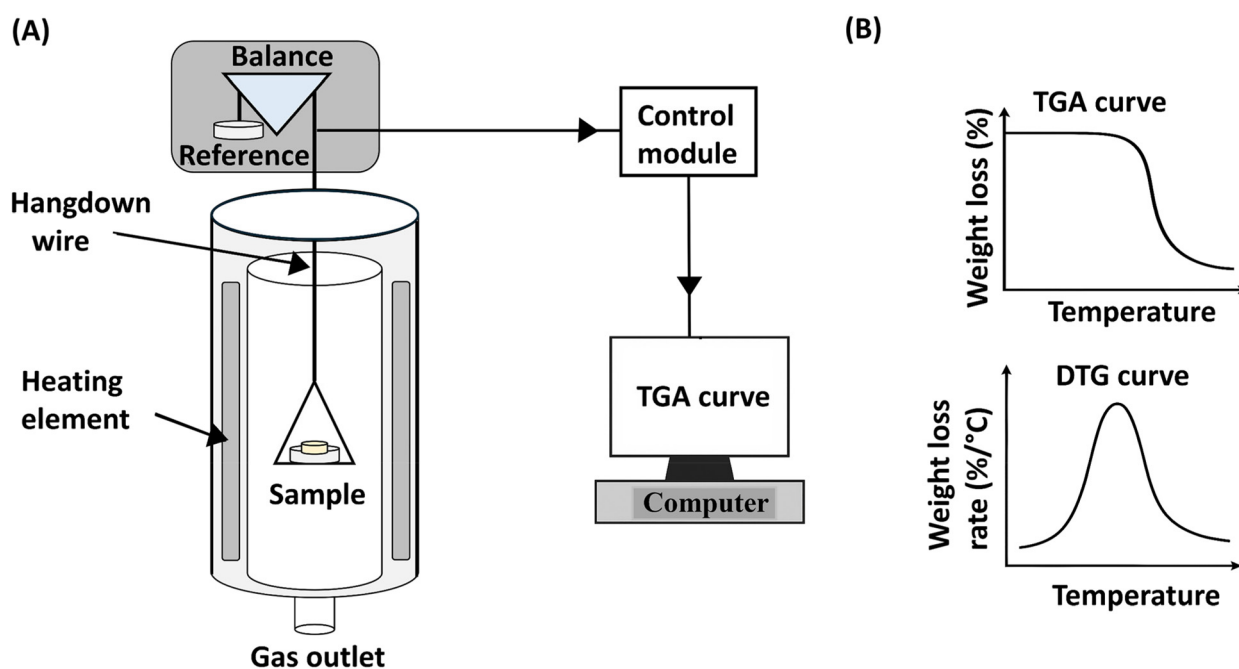 (A)
Balance
Reference
Control
module
Hangdown
wire
Heating
element
Sample
Gas outlet
TGA curve
Computer
(B)
TGA curve
Weight loss (%)
Temperature
DTG curve
Weight loss
rate (%/°C)
Temperature